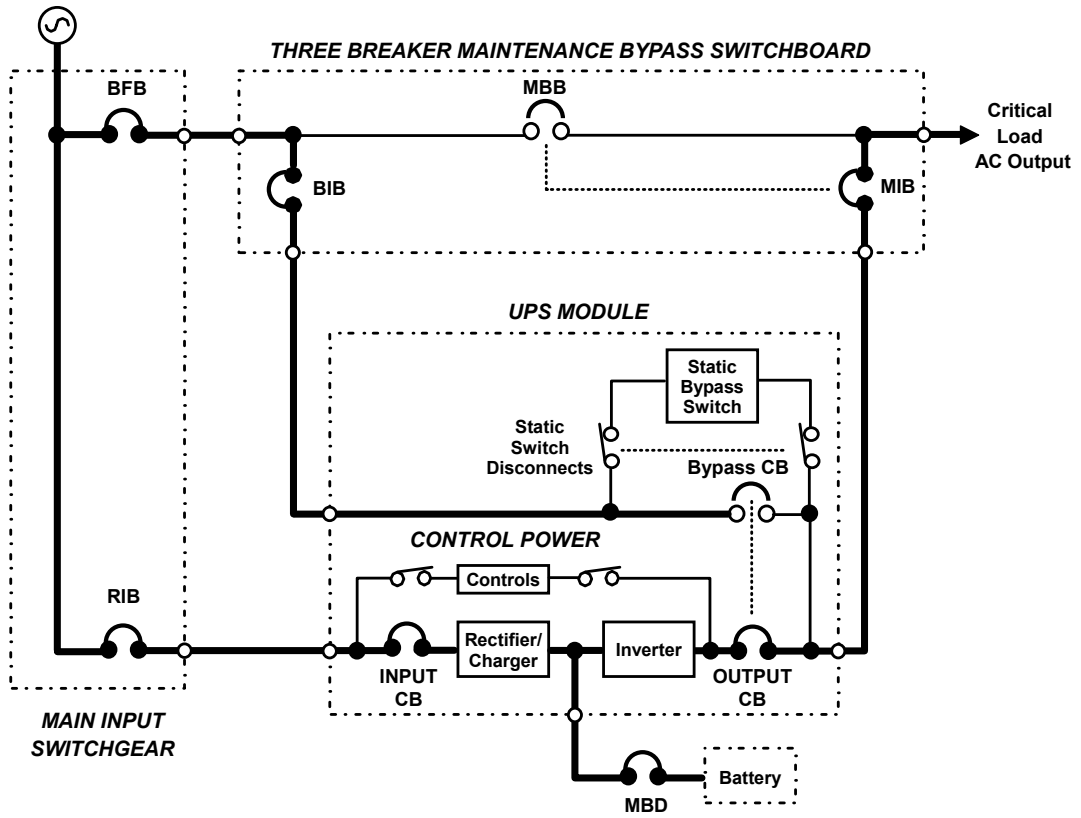 THREE BREAKER MAINTENANCE BYPASS SWITCHBOARD
BFB
MBB
Critical
Load
AC Output
BIB
MIB
UPS MODULE
Static
Bypass
Switch
Static
Switch
Disconnects
Bypass CB
CONTROL POWER
Controls
RIB
Rectifier/
Charger
Inverter
INPUT
CB
OUTPUT
CB
MAIN INPUT
SWITCHGEAR
Battery
MBD